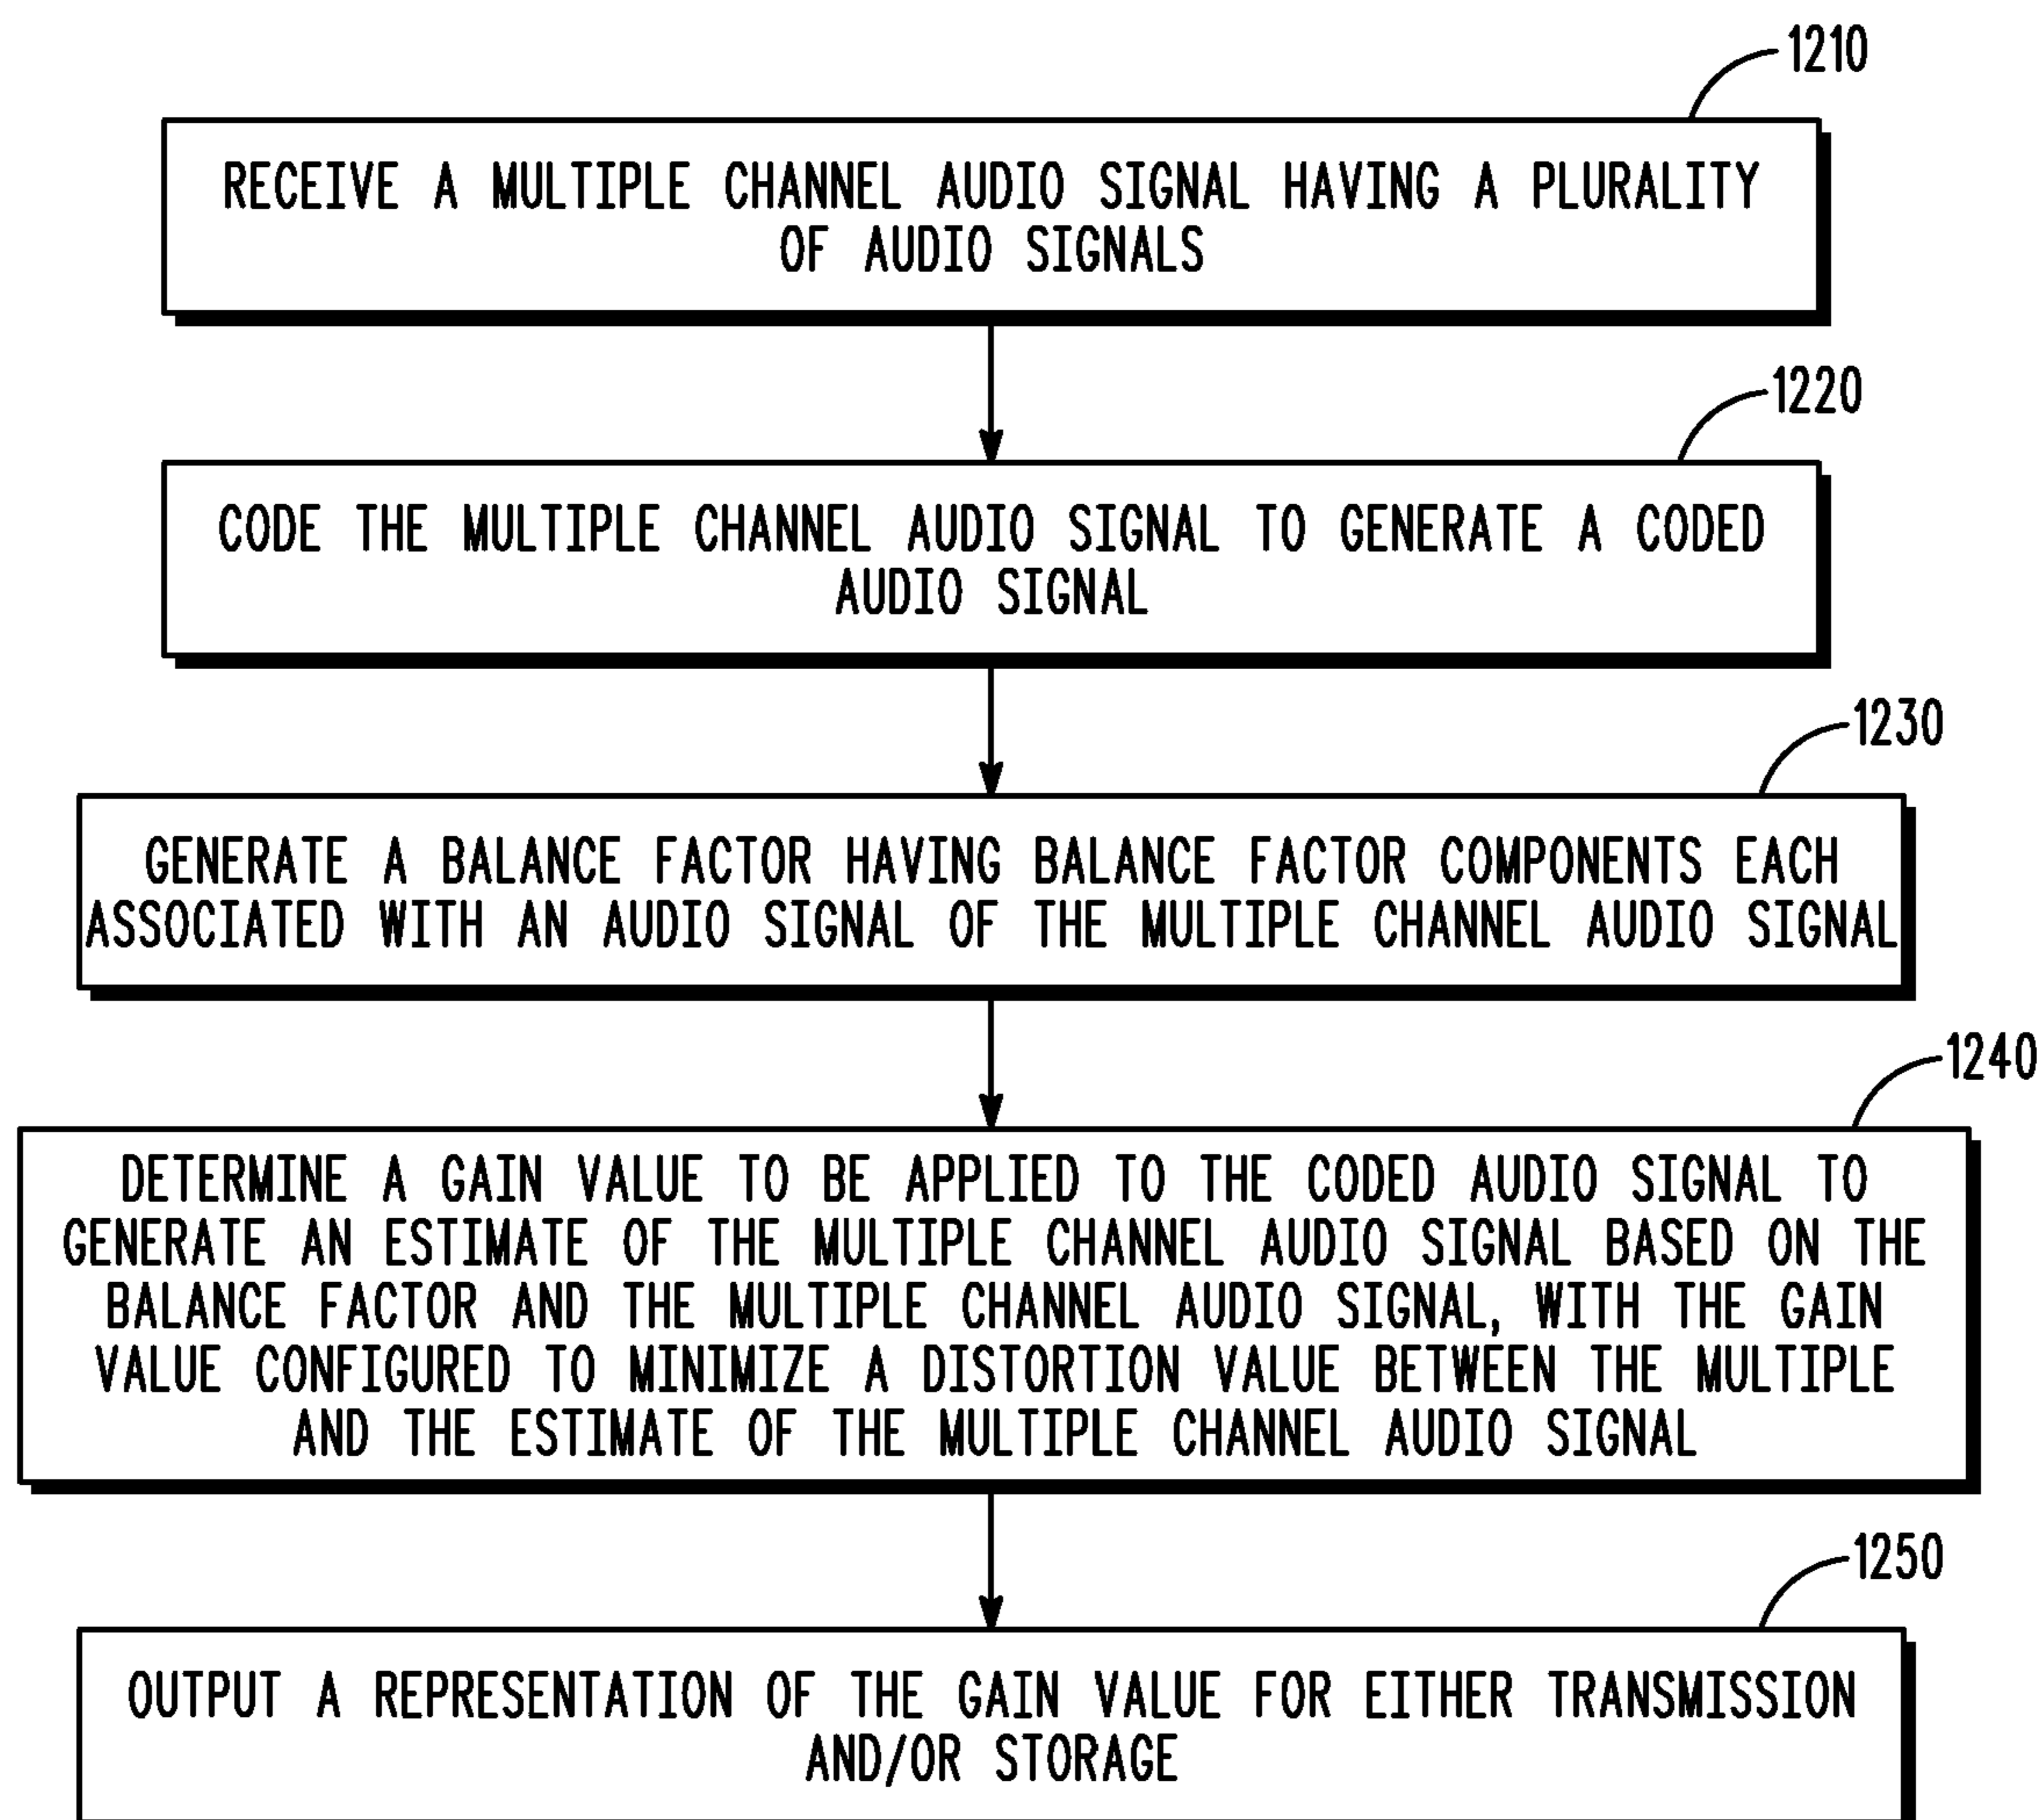 1210
RECEIVE A MULTIPLE CHANNEL AUDIO SIGNAL HAVING A PLURALITY
OF AUDIO SIGNALS
1220
CODE THE MULTIPLE CHANNEL AUDIO SIGNAL TO GENERATE A CODED
AUDIO SIGNAL
1230
GENERATE A BALANCE FACTOR HAVING BALANCE FACTOR COMPONENTS EACH
ASSOCIATED WITH AN AUDIO SIGNAL OF THE MULTIPLE CHANNEL AUDIO SIGNAL
1240
DETERMINE A GAIN VALUE TO BE APPLIED TO THE CODED AUDIO SIGNAL TO
GENERATE AN ESTIMATE OF THE MULTIPLE CHANNEL AUDIO SIGNAL BASED ON THE
BALANCE FACTOR AND THE MULTIPLE CHANNEL AUDIO SIGNAL, WITH THE GAIN
VALUE CONFIGURED TO MINIMIZE A DISTORTION VALUE BETWEEN THE MULTIPLE
AND THE ESTIMATE OF THE MULTIPLE CHANNEL AUDIO SIGNAL
1250
OUTPUT A REPRESENTATION OF THE GAIN VALUE FOR EITHER TRANSMISSION
AND/OR STORAGE